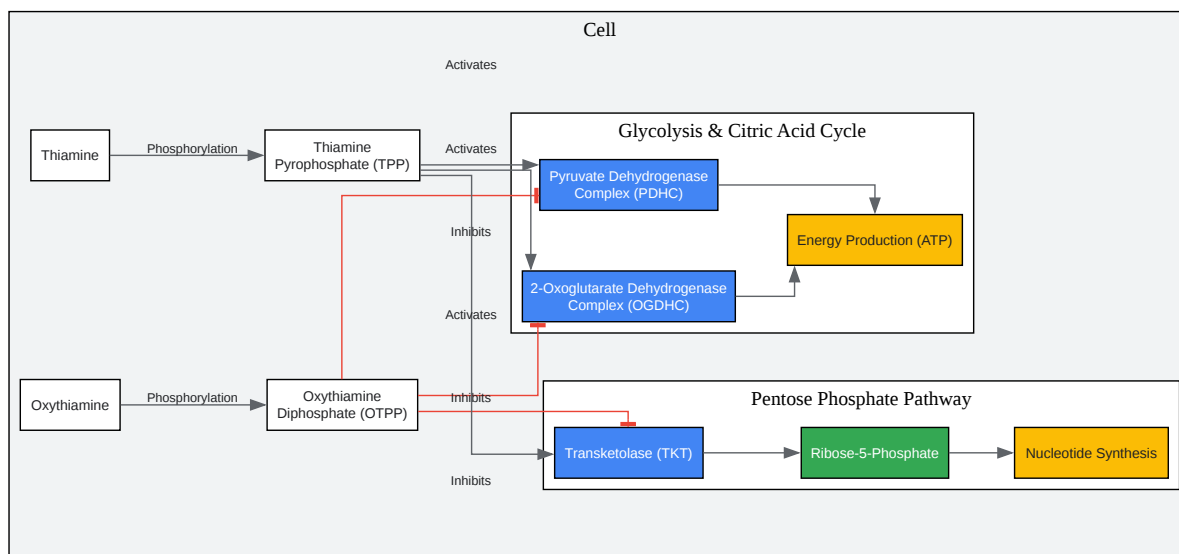 Cell
Activates
Glycolysis & Citric Acid Cycle
Thiamine
Phosphorylation
Thiamine
Pyrophosphate (TPP)
Activates
Pyruvate Dehydrogenase
Complex (PDHC)
Inhibits
Energy Production (ATP)
2-Oxoglutarate Dehydrogenase
Complex (OGDHC)
Activates
Oxythiamine
Phosphorylation
Oxythiamine
Diphosphate (OTPP)
Inhibits
Pentose Phosphate Pathway
Transketolase (TKT)
Ribose-5-Phosphate
Nucleotide Synthesis
Inhibits